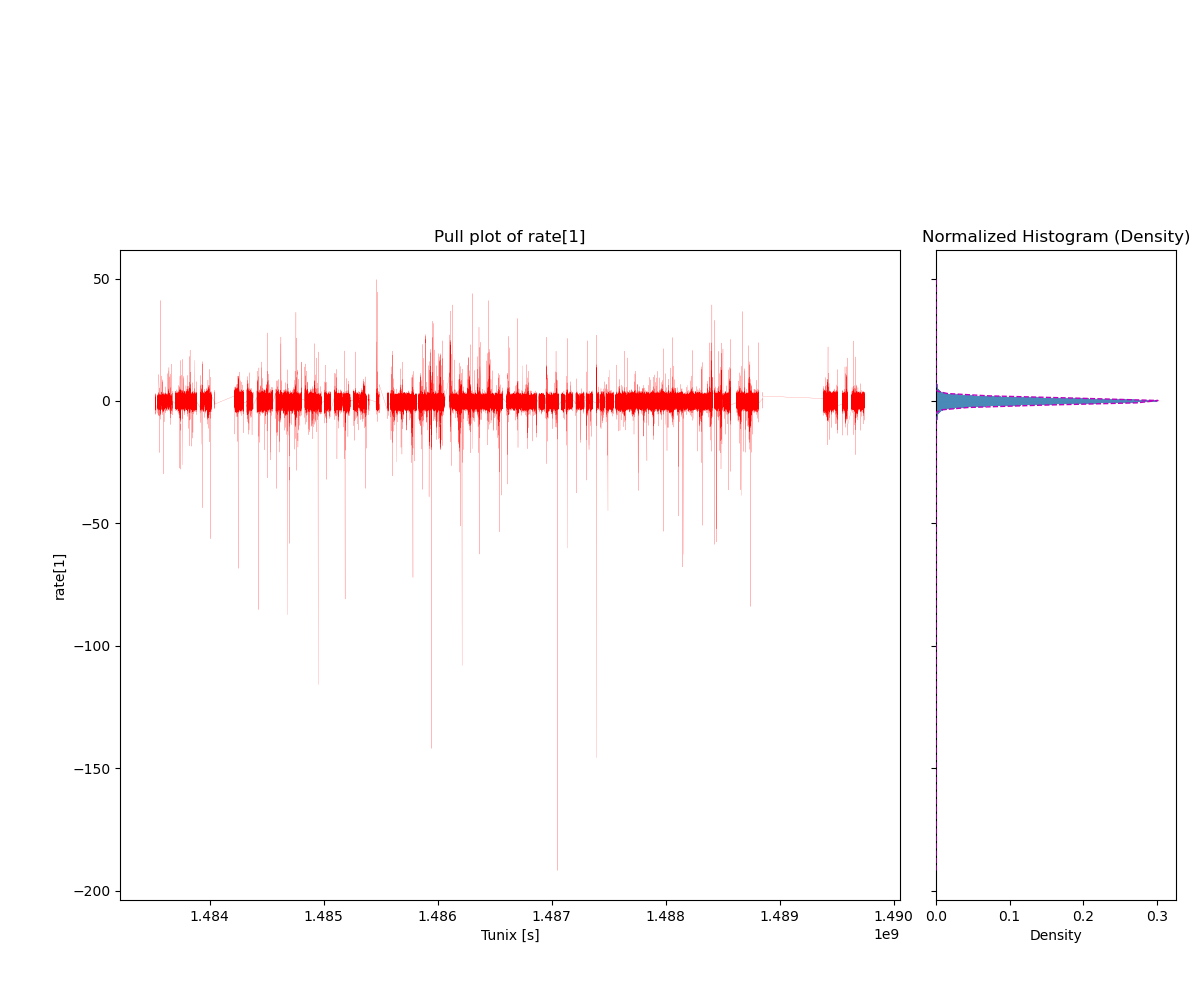 Pull plot of rate[1]
Normalized Histogram (Density)
rate[1]
50
0
−50
−100
−150
−200
1.484
1.485
1.486
1.487
1.488
1.489
1.490
1e9
Tunix [s]
0.0
0.1
0.2
0.3
Density